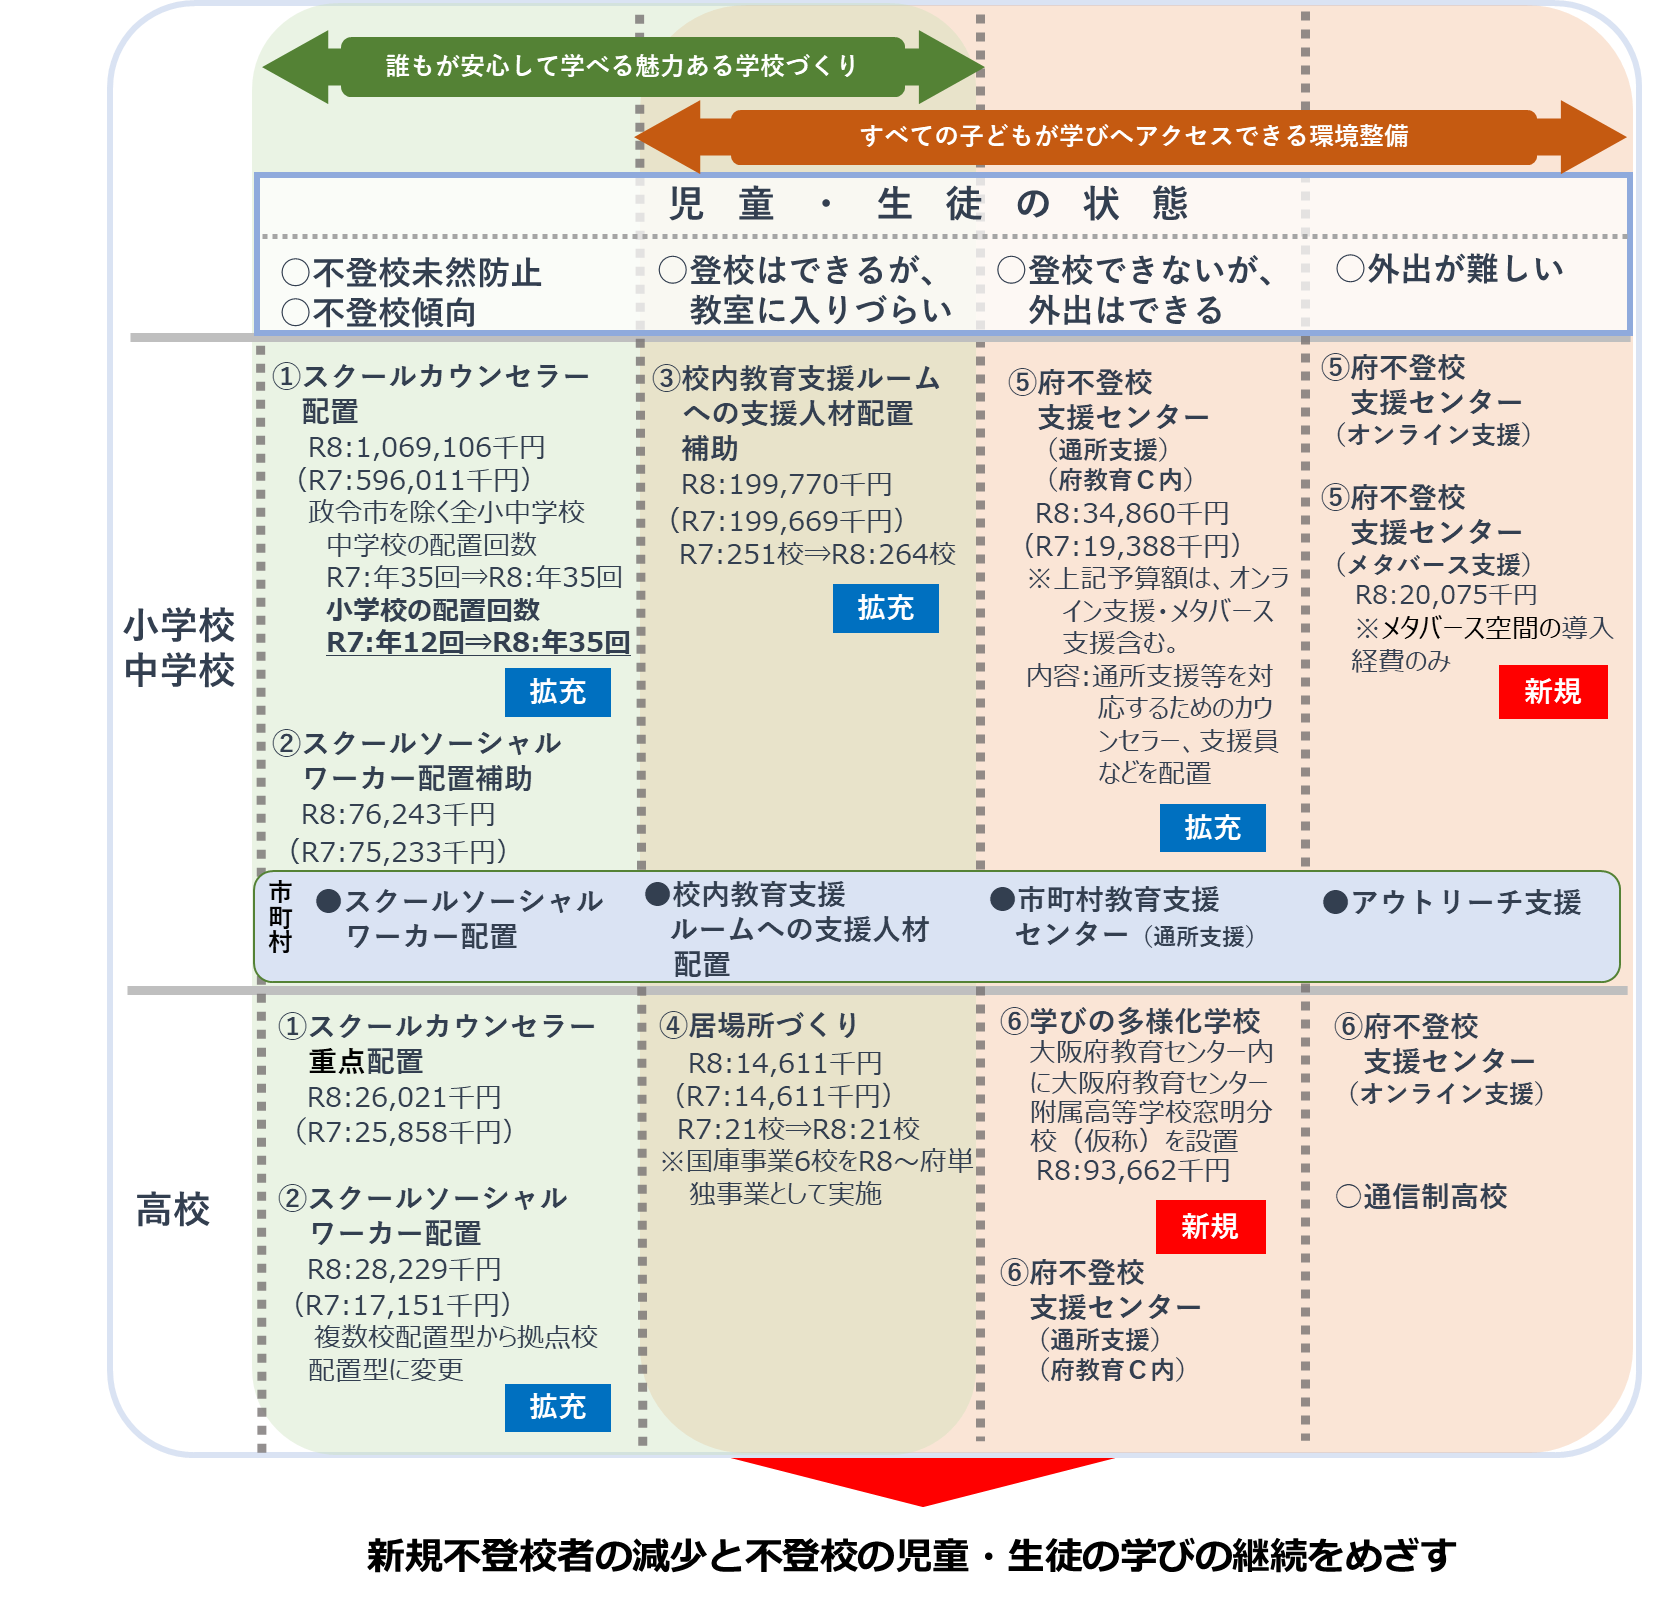 誰もが安心して学べる魅力ある学校づくり
すべての子どもが学びへアクセスできる環境整備
児童・生徒の状態
○不登校未然防止
○不登校傾向
○登校はできるが、
教室に入りづらい
○登校できないが、
外出はできる
○外出が難しい
小学校
中学校
①スクールカウンセラー
配置
R8:1,069,106千円
（R7:596,011千円）
政令市を除く全小中学校
中学校の配置回数
R7:年35回⇒R8:年35回
小学校の配置回数
R7:年12回⇒R8:年35回
拡充
②スクールソーシャル
ワーカー配置補助
R8:76,243千円
（R7:75,233千円）
③校内教育支援ルーム
への支援人材配置
補助
R8:199,770千円
（R7:199,669千円）
R7:251校⇒R8:264校
拡充
⑤府不登校
支援センター
（通所支援）
（府教育Ｃ内）
R8:34,860千円
（R7:19,388千円）
※上記予算額は、オンラ
イン支援・メタバース
支援含む。
内容:通所支援等を対
応するためのカウ
ンセラー、支援員
などを配置
拡充
⑤府不登校
支援センター
（オンライン支援）
⑤府不登校
支援センター
（メタバース支援）
R8:20,075千円
※メタバース空間の導入
経費のみ
新規
市
町
村
●スクールソーシャル
ワーカー配置
●校内教育支援
ルームへの支援人材
配置
●市町村教育支援
センター（通所支援）
●アウトリーチ支援
高校
①スクールカウンセラー
重点配置
R8:26,021千円
（R7:25,858千円）
②スクールソーシャル
ワーカー配置
R8:28,229千円
（R7:17,151千円）
複数校配置型から拠点校
配置型に変更
拡充
④居場所づくり
R8:14,611千円
（R7:14,611千円）
R7:21校⇒R8:21校
※国庫事業6校をR8～府単
独事業として実施
⑥学びの多様化学校
大阪府教育センター内
に大阪府教育センター
附属高等学校窓明分
校（仮称）を設置
R8:93,662千円
新規
⑥府不登校
支援センター
（通所支援）
（府教育Ｃ内）
⑥府不登校
支援センター
（オンライン支援）
○通信制高校
新規不登校者の減少と不登校の児童・生徒の学びの継続をめざす